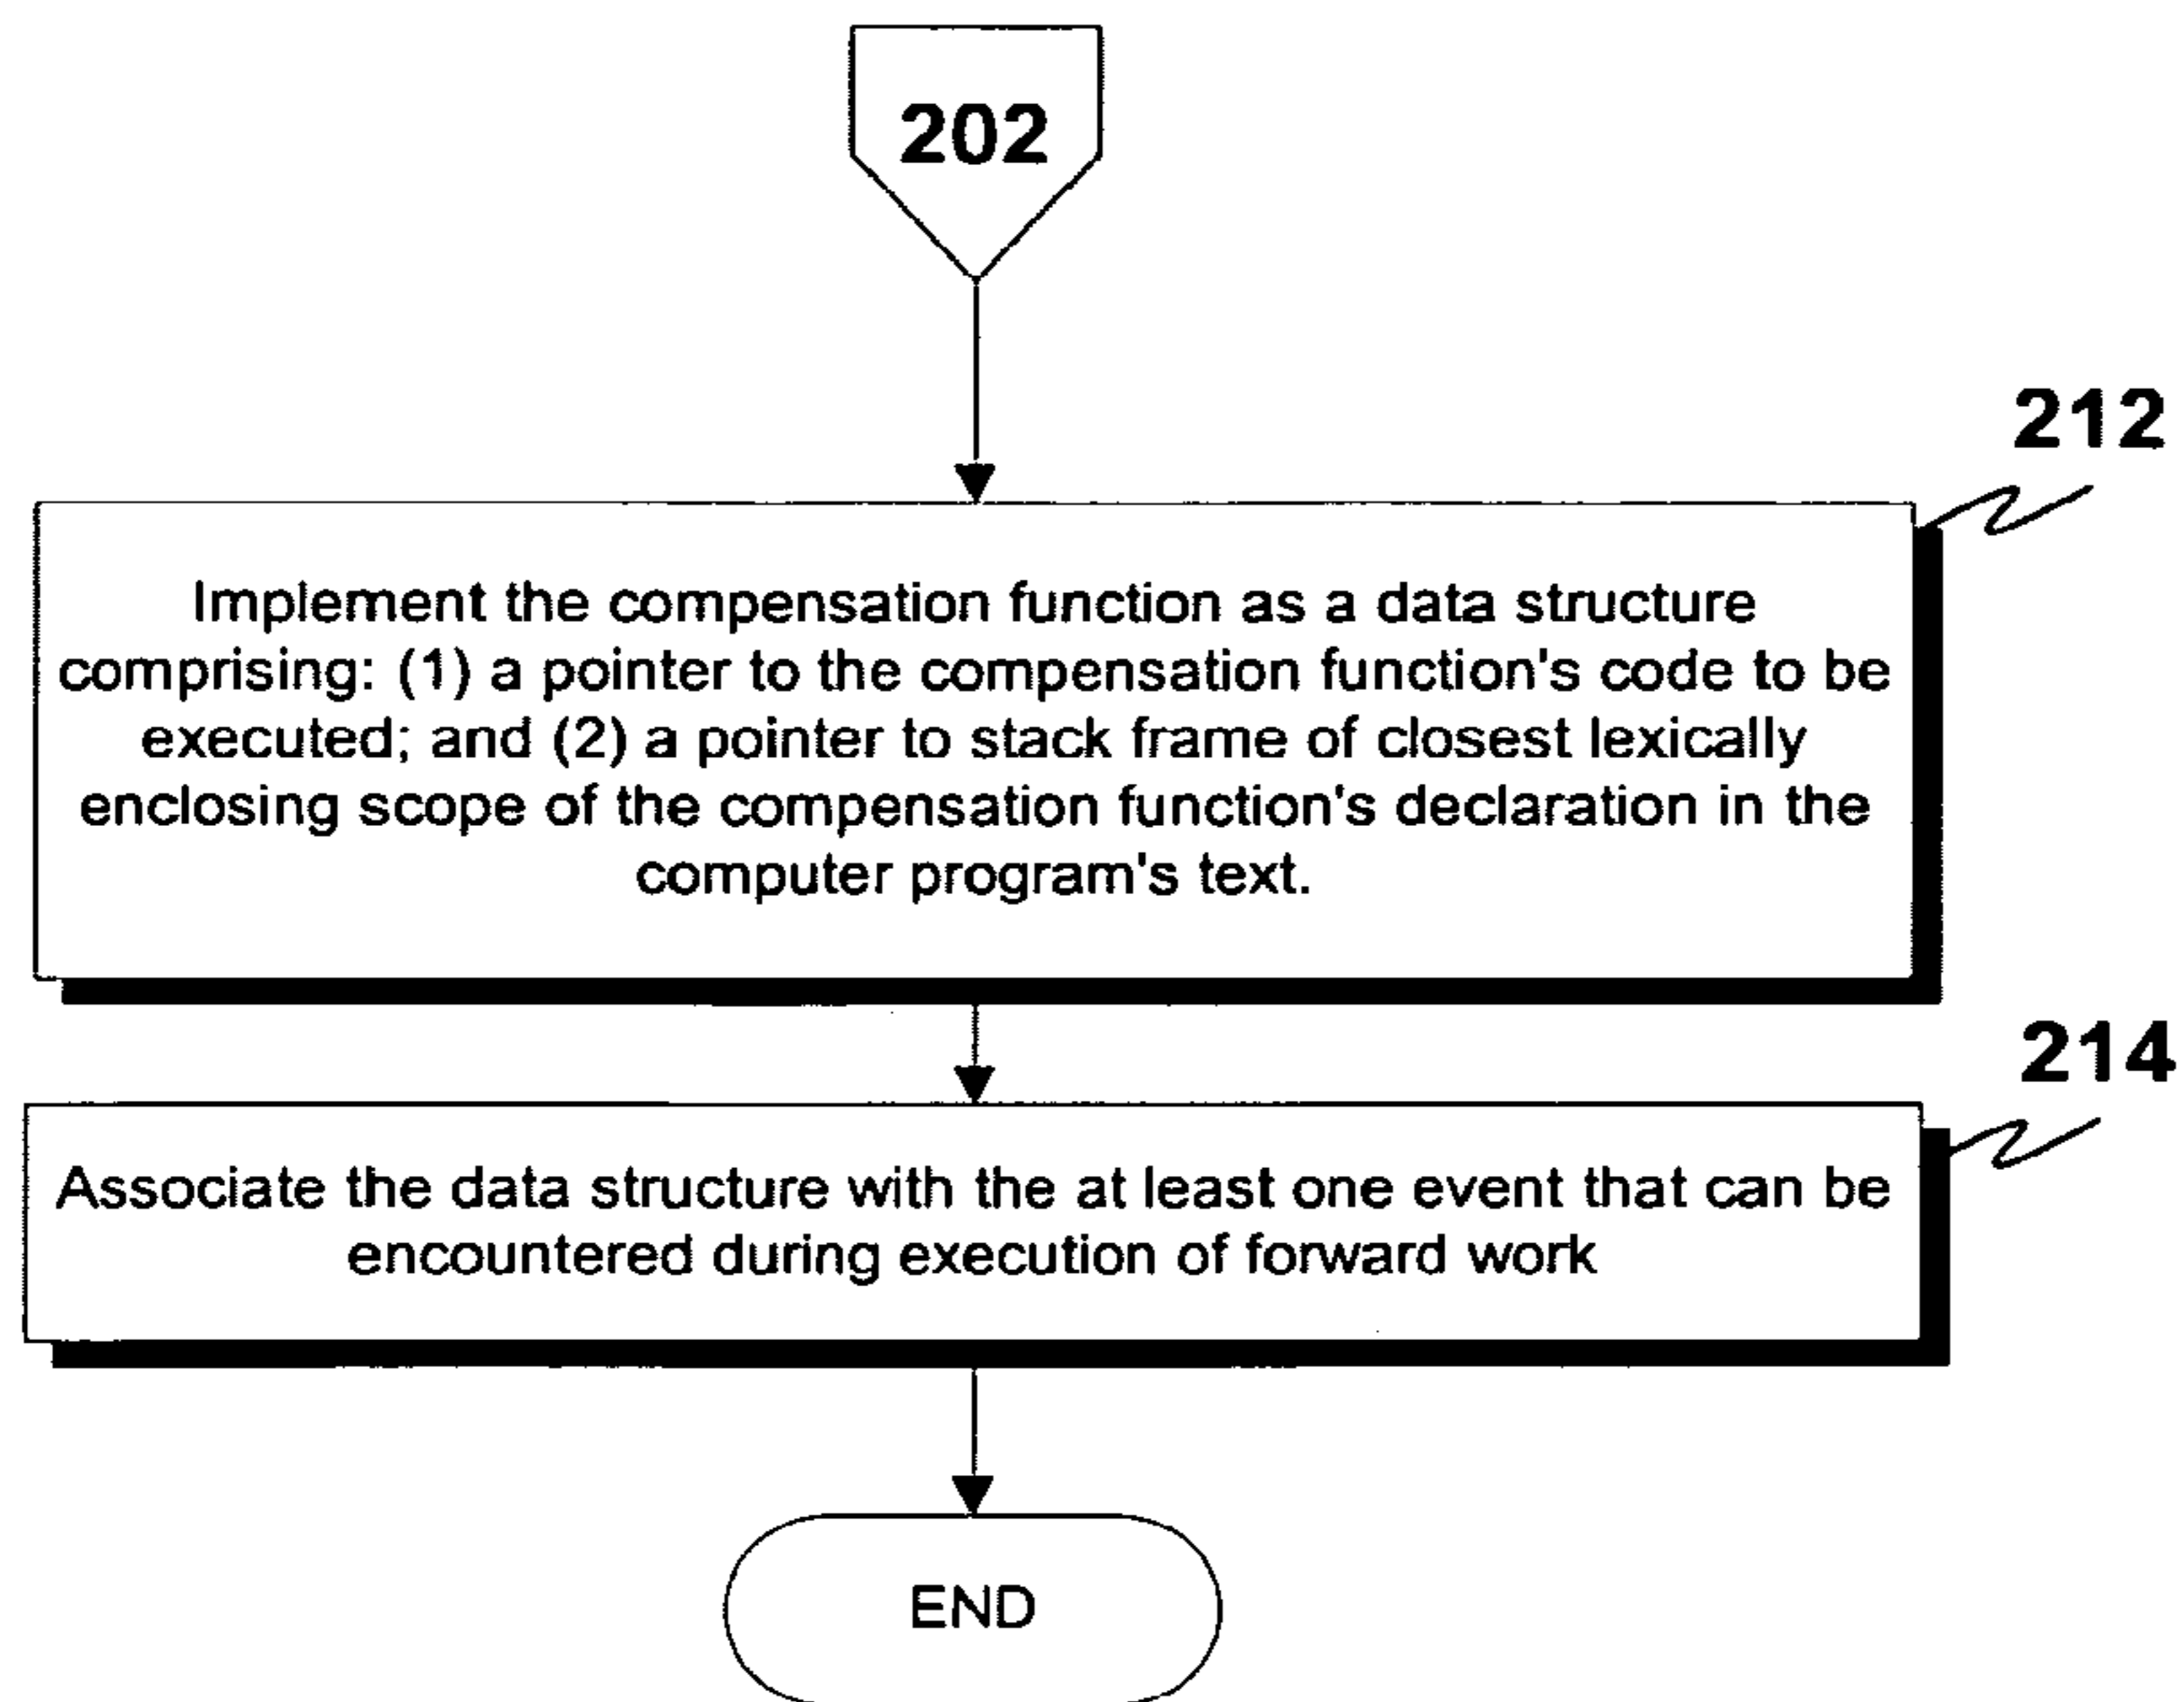 202
212
Implement the compensation function as a data structure
comprising: (1) a pointer to the compensation function's code to be
executed; and (2) a pointer to stack frame of closest lexically
enclosing scope of the compensation function's declaration in the
computer program's text.
214
Associate the data structure with the at least one event that can be
encountered during execution of forward work
END